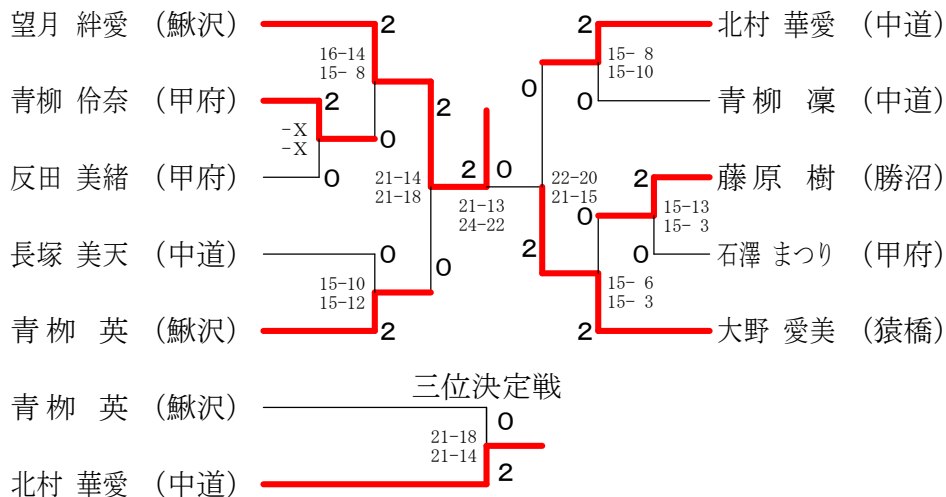 望月 絆愛 （鰍沢）
2
16-14
15- 8
青柳 伶奈 （甲府）
2
-X
-X
0
反田 美緒 （甲府）
0
2
21-14
21-18
長塚 美天 （中道）
0
15-10
15-12
0
青栁 英 （鰍沢）
2
2
0
21-13
24-22
北村 華愛 （中道）
2
15- 8
15-10
0
青柳 凜 （中道）
0
22-20
21-15
藤原 樹 （勝沼）
2
15-13
15- 3
0
石澤 まつり （甲府）
0
2
15- 6
15- 3
大野 愛美 （猿橋）
2
三位決定戦
青栁 英 （鰍沢）
0
21-18
21-14
北村 華愛 （中道）
2